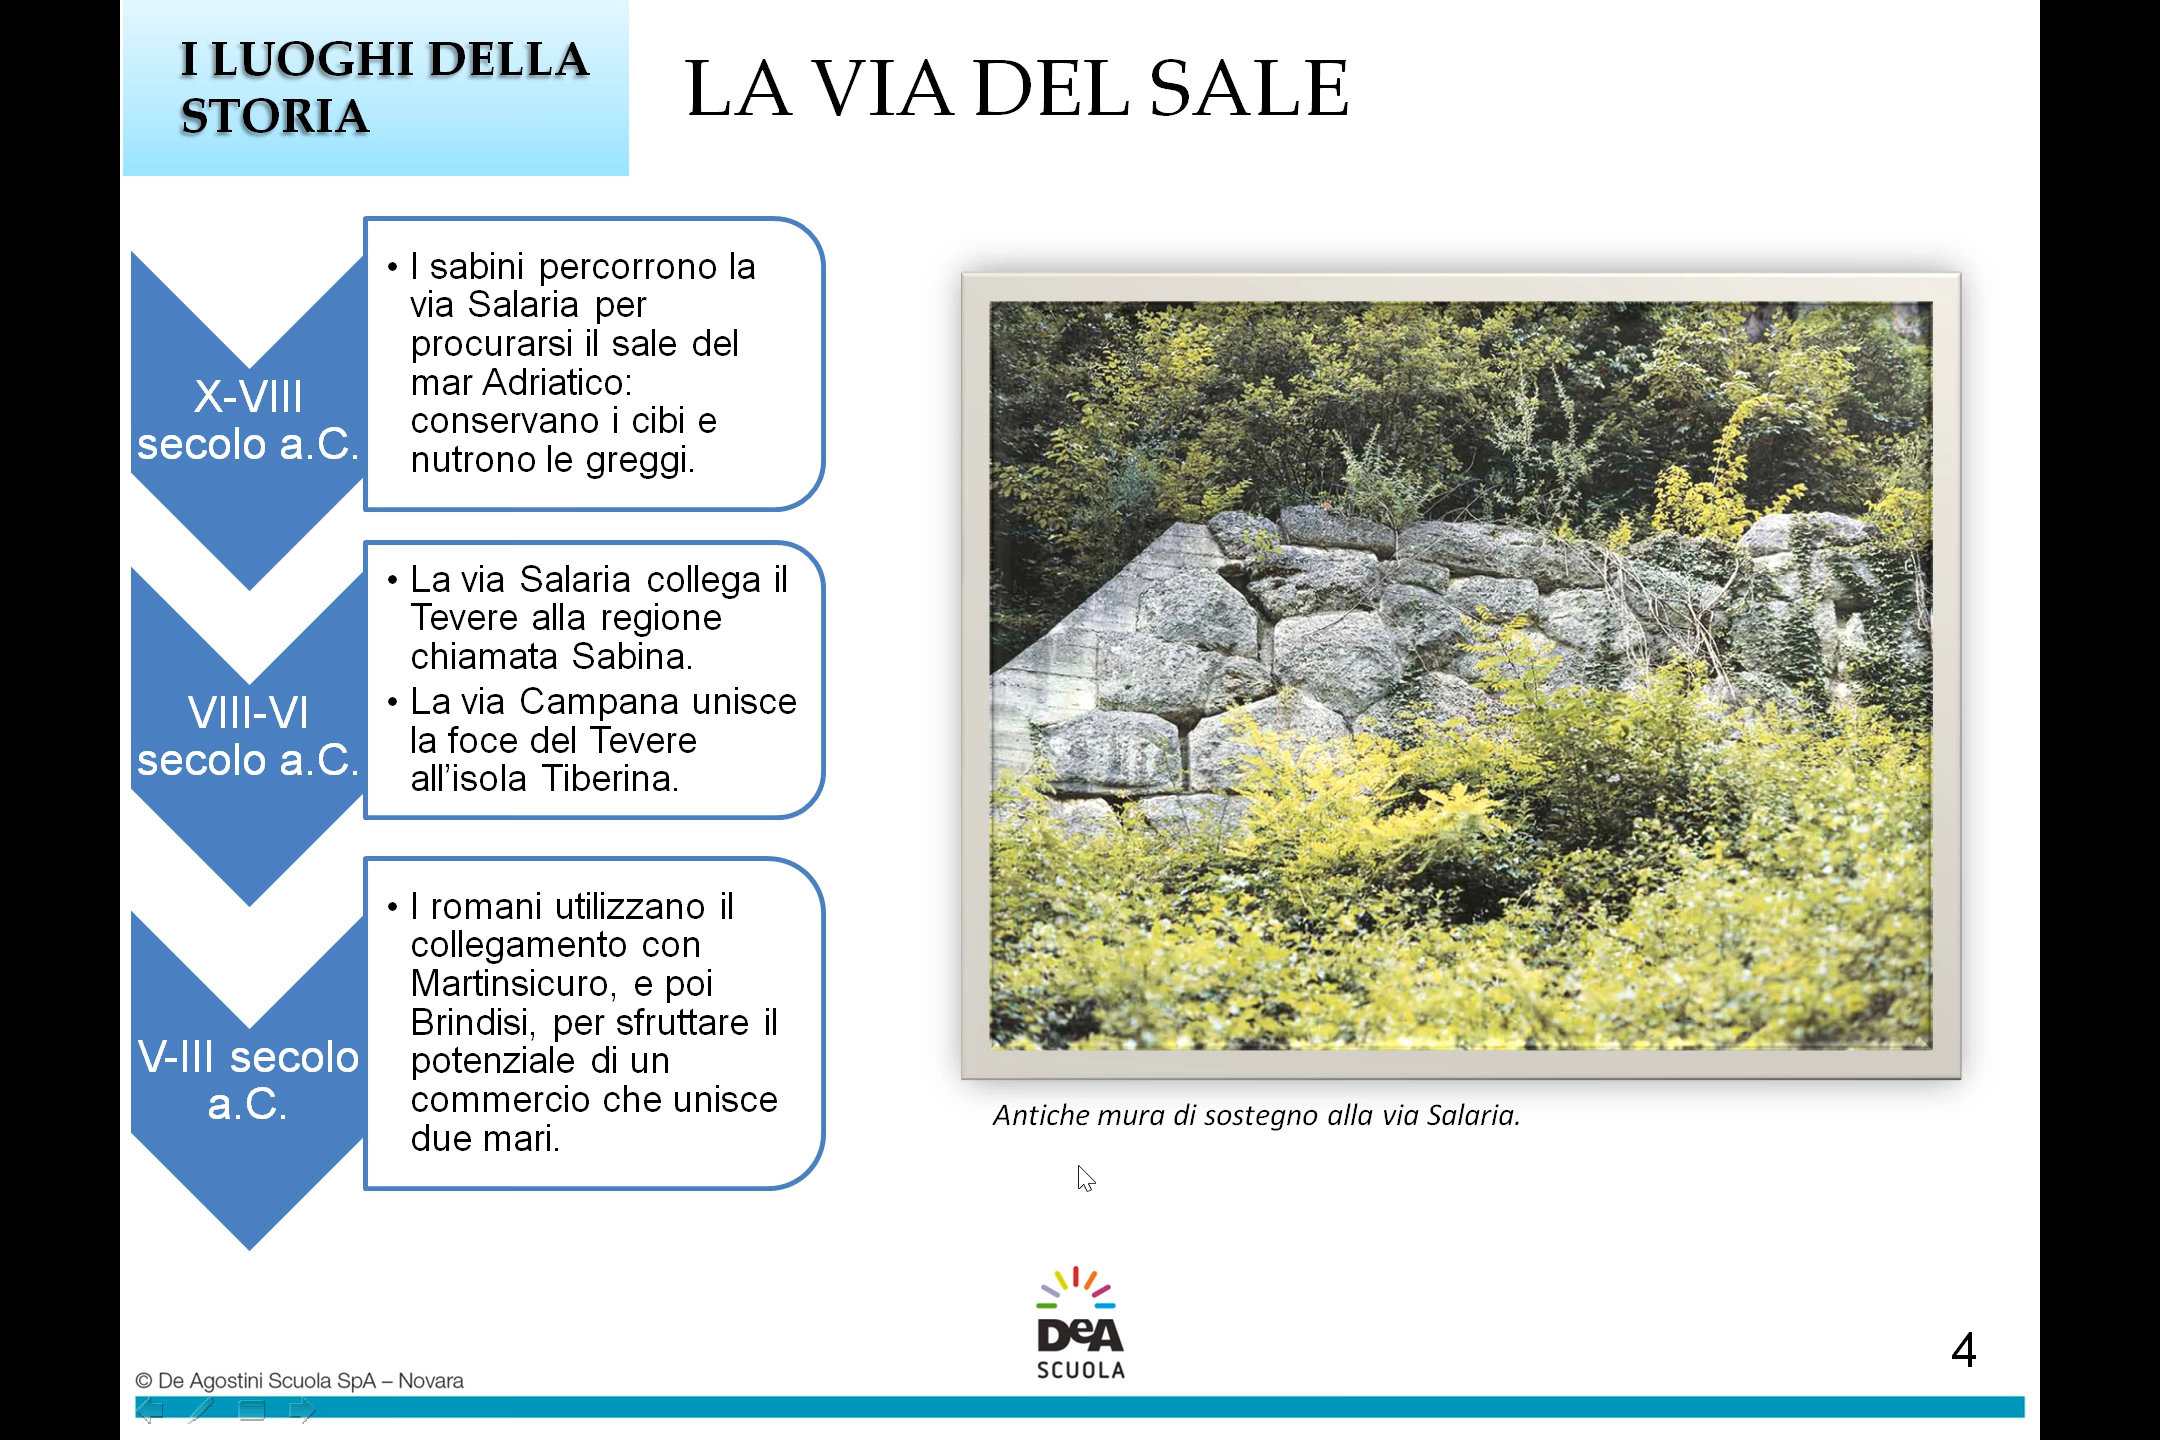 I LUOGHI DELLA
STORIA
LA VIA DEL SALE
X-VIII
secolo a.C.
• I sabini percorrono la
via Salaria per
procurarsi il sale del
mar Adriatico:
conservano i cibi e
nutrono le greggi.
VIII-VI
secolo a.C.
• La via Salaria collega il
Tevere alla regione
chiamata Sabina.
• La via Campana unisce
la foce del Tevere
all’isola Tiberina.
V-III secolo
a.C.
• I romani utilizzano il
collegamento con
Martinsicuro, e poi
Brindisi, per sfruttare il
potenziale di un
commercio che unisce
due mari.
Antiche mura di sostegno alla via Salaria.
DeA
SCUOLA
4
© De Agostini Scuola SpA – Novara